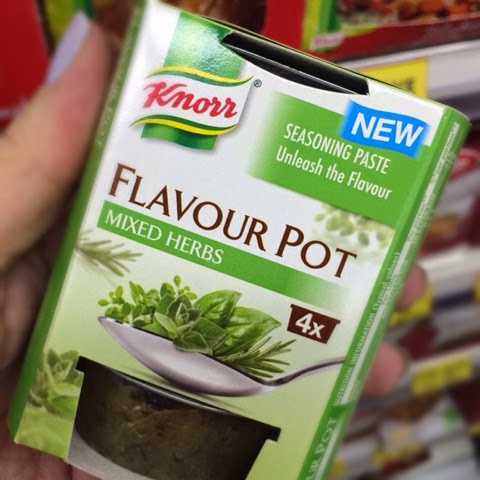 Knorr®
NEW
SEASONING PASTE
Unleash the Flavour
FLAVOUR POT
MIXED HERBS
4x